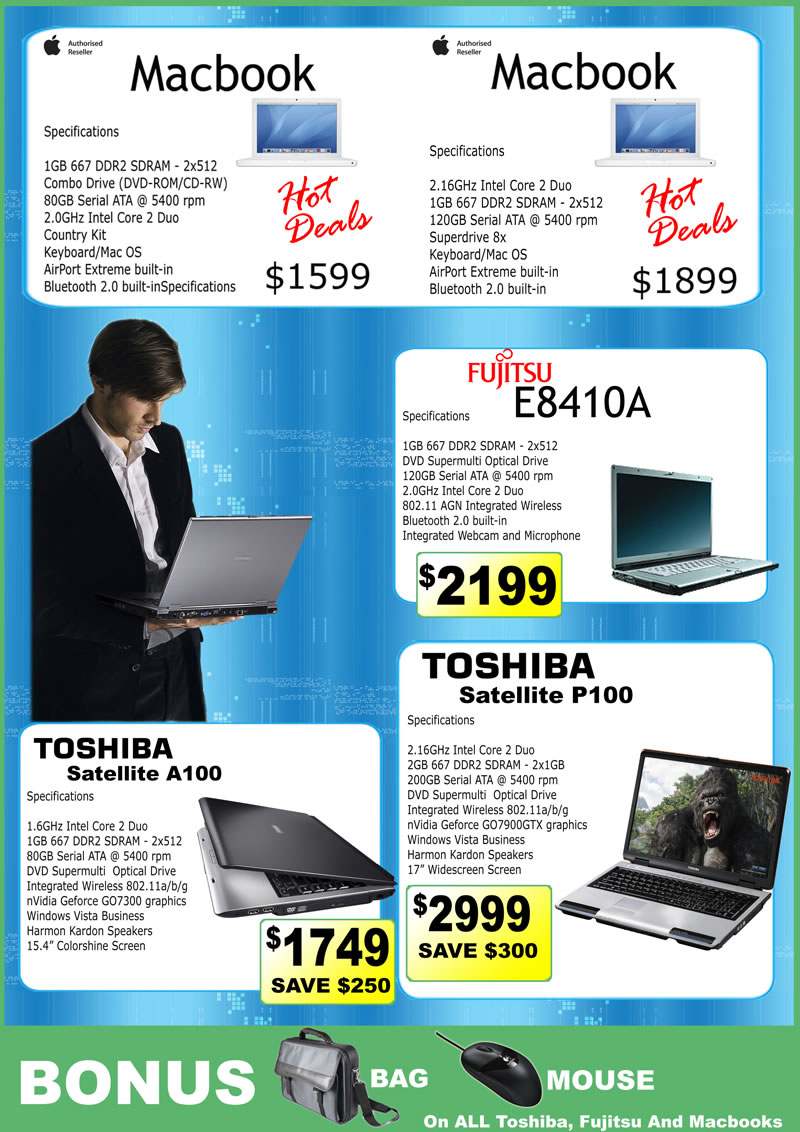 Authorised
Reseller
Macbook
Specifications
1GB 667 DDR2 SDRAM - 2x512
Combo Drive (DVD-ROM/CD-RW)
80GB Serial ATA @ 5400 rpm
2.0GHz Intel Core 2 Duo
Country Kit
Keyboard/Mac OS
AirPort Extreme built-in
Bluetooth 2.0 built-inSpecifications
Hot
Deals
$1599
Authorised
Reseller
Macbook
Specifications
2.16GHz Intel Core 2 Duo
1GB 667 DDR2 SDRAM - 2x512
120GB Serial ATA @ 5400 rpm
Superdrive 8x
Keyboard/Mac OS
AirPort Extreme built-in
Bluetooth 2.0 built-in
Hot
Deals
$1899
FUJITSU
E8410A
Specifications
1GB 667 DDR2 SDRAM - 2x512
DVD Supermulti Optical Drive
120GB Serial ATA @ 5400 rpm
2.0GHz Intel Core 2 Duo
802.11 AGN Integrated Wireless
Bluetooth 2.0 built-in
Integrated Webcam and Microphone
$2199
TOSHIBA
Satellite P100
Specifications
2.16GHz Intel Core 2 Duo
2GB 667 DDR2 SDRAM - 2x1GB
200GB Serial ATA @ 5400 rpm
DVD Supermulti Optical Drive
Integrated Wireless 802.11a/b/g
nVidia Geforce GO7900GTX graphics
Windows Vista Business
Harmon Kardon Speakers
17" Widescreen Screen
$2999
SAVE $300
TOSHIBA
Satellite A100
Specifications
1.6GHz Intel Core 2 Duo
1GB 667 DDR2 SDRAM - 2x512
80GB Serial ATA @ 5400 rpm
DVD Supermulti Optical Drive
Integrated Wireless 802.11a/b/g
nVidia Geforce GO7300 graphics
Windows Vista Business
Harmon Kardon Speakers
15.4" Colorshine Screen
$1749
SAVE $250
BONUS
BAG
MOUSE
On ALL Toshiba, Fujitsu And Macbooks